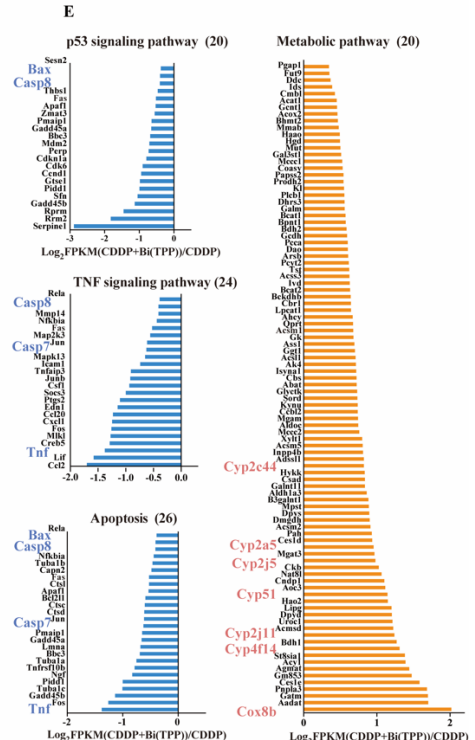 E
p53 signaling pathway (20)
Sesn2
Bax
Casp8
Thbs1
Fas
Apaf1
Zmat3
Pmaip1
Gadd45a
Bbc3
Mdm2
Perp
Cdkn1a
Cdk6
Ccnd1
Gtse1
Pidd1
Sfn
Gadd45b
Rprm
Rrm2
Serpine1
-3
-2
-1
0
Log2FPKM(CDDP+Bi(TPP))/CDDP)
TNF signaling pathway (24)
Rela
Casp8
Mmp14
Nfkbia
Fas
Map2k3
Jun
Casp7
Mapk13
Icam1
Tnfaip3
Junb
Csf1
Socs3
Ptgs2
Edn1
Ccl20
Cxcl1
Fos
Mlkl
Creb5
Tnf
Lif
Ccl2
-2.0
-1.5
-1.0
-0.5
0.0
Apoptosis (26)
Rela
Bax
Casp8
Nfkbia
Tuba1b
Capn2
Fas
Ctsl
Apaf1
Bcl2l1
Ctsc
Ctsd
Jun
Casp7
Pmaip1
Gadd45a
Lmna
Bbc3
Tuba1a
Tnfrsf10b
Ngf
Pidd1
Tuba1c
Gadd45b
Fos
Tnf
-2
-1
0
Log2FPKM(CDDP+Bi(TPP))/CDDP)
Metabolic pathway (20)
Pgap1
Fut9
Ddc
Ids
Cmbl
Acat1
Gcnt1
Acox2
Bhmt2
Mmab
Haao
Hgd
Mut
Gal3st1
Mccc1
Coasy
Papss2
Prodh2
Kl
Plcb1
Dhrs3
Galm
Bcat1
Bpnt1
Bdh2
Gcdh
Pcca
Dao
Arsb
Pcyt2
Tst
Acss3
Ivd
Bcat2
Bckdhb
Cbr1
Lpcat1
Ahcy
Qprt
Acsm1
Gk
Ass1
Ggt1
Acsl1
Ak4
Isyna1
Cbs
Abat
Glyctk
Sord
Kynu
Ccbl2
Mgam
Aldoc
Mccc2
Xylt1
Acsm5
Inpp4b
Adssl1
Cyp2c44
Hykk
Csad
Galnt11
Aldh1a3
B3galnt1
Mpst
Dpys
Dmgdh
Acsm2
Pah
Ces1d
Cyp2a5
Mgat3
Cyp2j5
Ckb
Nat8l
Cndp1
Aoc3
Cyp51
Hao2
Lipg
Dpyd
Uroc1
Acmsd
Cyp2j11
Bdh1
Cyp4f14
St8sia1
Acy1
Agmat
Gm853
Ces1e
Pnpla3
Gatm
Aadat
Cox8b
0
1
2
Log2FPKM(CDDP+Bi(TPP))/CDDP)